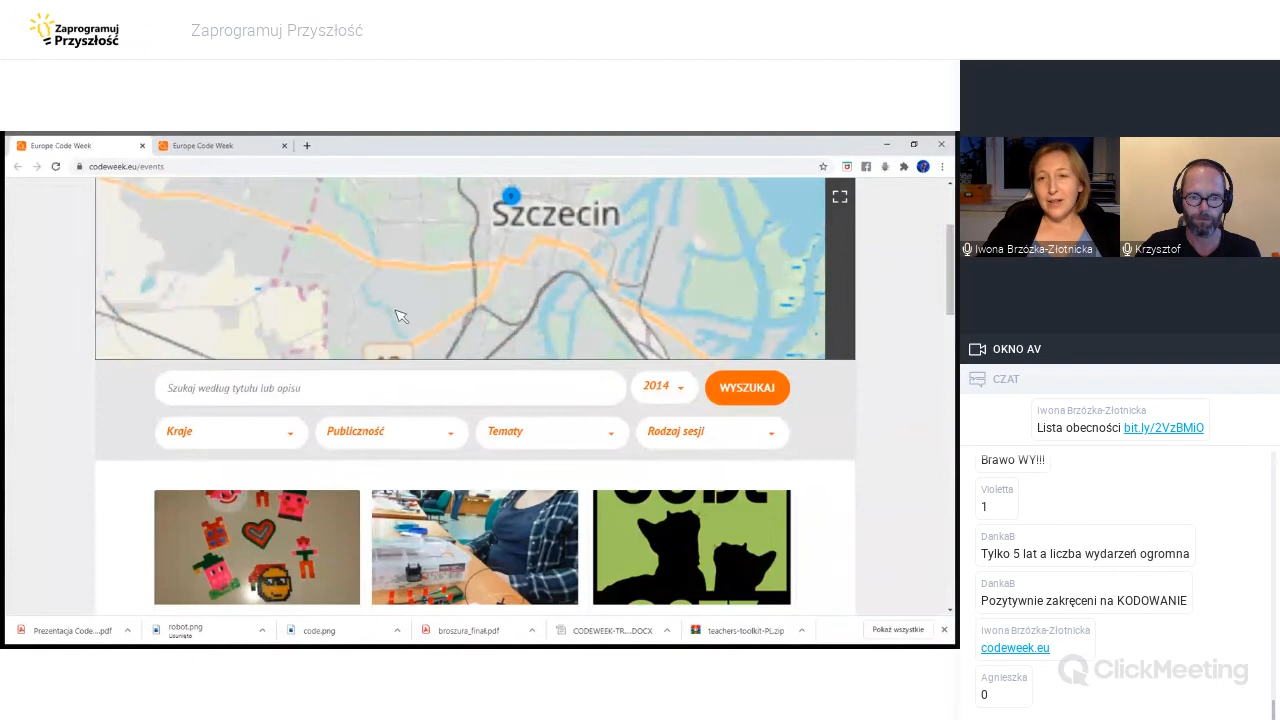 Zaprogramuj
Przyszłość
Zaprogramuj Przyszłość
Europe Code Week
Europe Code Week
codeweek.eu/events
9
Szczecin
Szukaj według tytułu lub opisu
2014
WYSZUKAJ
Kraje
Publiczność
Tematy
Rodzaj sesji
CODE
Prezentacja Code....pdf
robot.png
Usunięto
code.png
broszura_final.pdf
CODEWEEK-TR....DOCX
teachers-toolkit-PL.zip
Pokaż wszystkie
Iwona Brzózka-Złotnicka
Krzysztof
OKNO AV
CZAT
Iwona Brzózka-Złotnicka
Lista obecności bit.ly/2VzBMiO
Brawo WY!!!
Violetta
1
DankaB
Tylko 5 lat a liczba wydarzeń ogromna
DankaB
Pozytywnie zakręceni na KODOWANIE
Iwona Brzózka-Złotnicka
codeweek.eu
Agnieszka
0
ClickMeeting